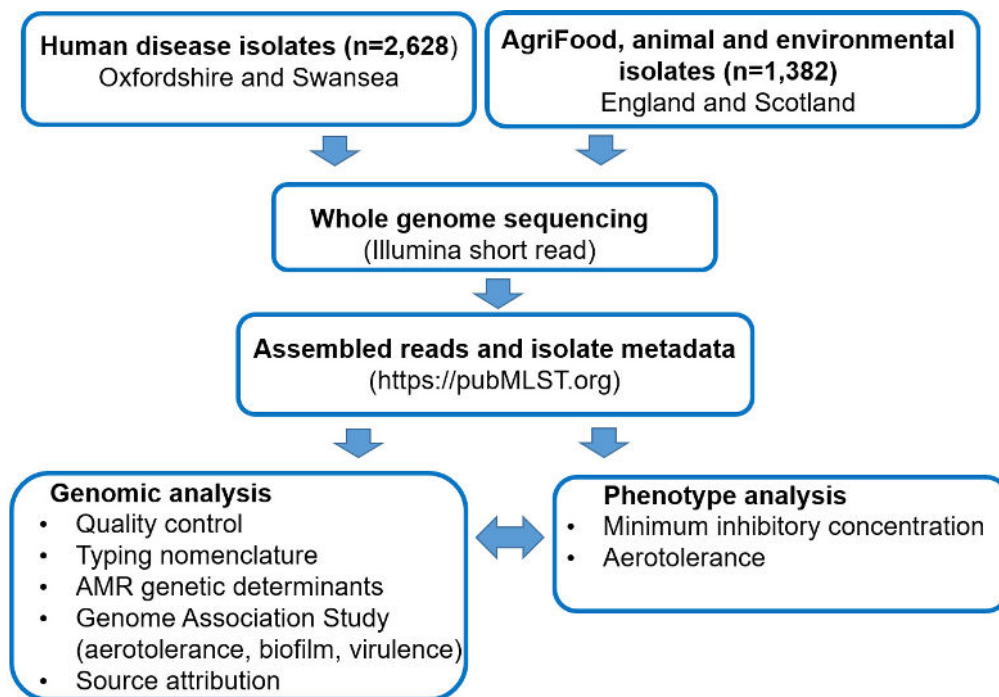 Human disease isolates (n=2,628)
Oxfordshire and Swansea
AgriFood, animal and environmental
isolates (n=1,382)
England and Scotland
Whole genome sequencing
(Illumina short read)
Assembled reads and isolate metadata
(https://pubMLST.org)
Genomic analysis
• Quality control
• Typing nomenclature
• AMR genetic determinants
• Genome Association Study
(aerotolerance, biofilm, virulence)
• Source attribution
Phenotype analysis
• Minimum inhibitory concentration
• Aerotolerance